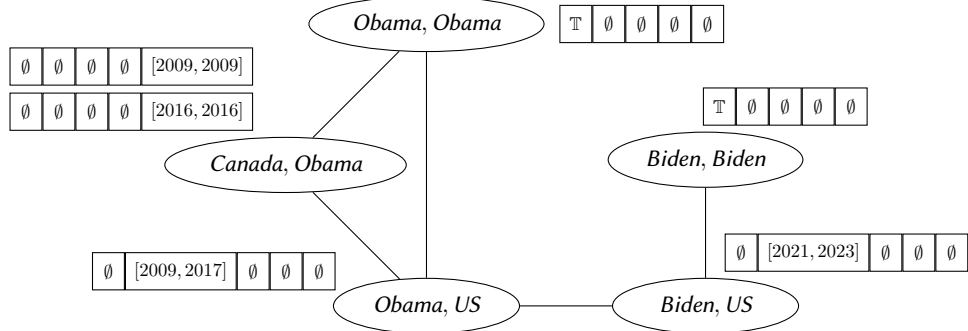 Obama, Obama
𝕋 ∅ ∅ ∅ ∅
∅ ∅ ∅ ∅ [2009, 2009]
∅ ∅ ∅ ∅ [2016, 2016]
𝕋 ∅ ∅ ∅ ∅
Canada, Obama
Biden, Biden
∅ [2009, 2017] ∅ ∅ ∅
∅ [2021, 2023] ∅ ∅ ∅
Obama, US
Biden, US